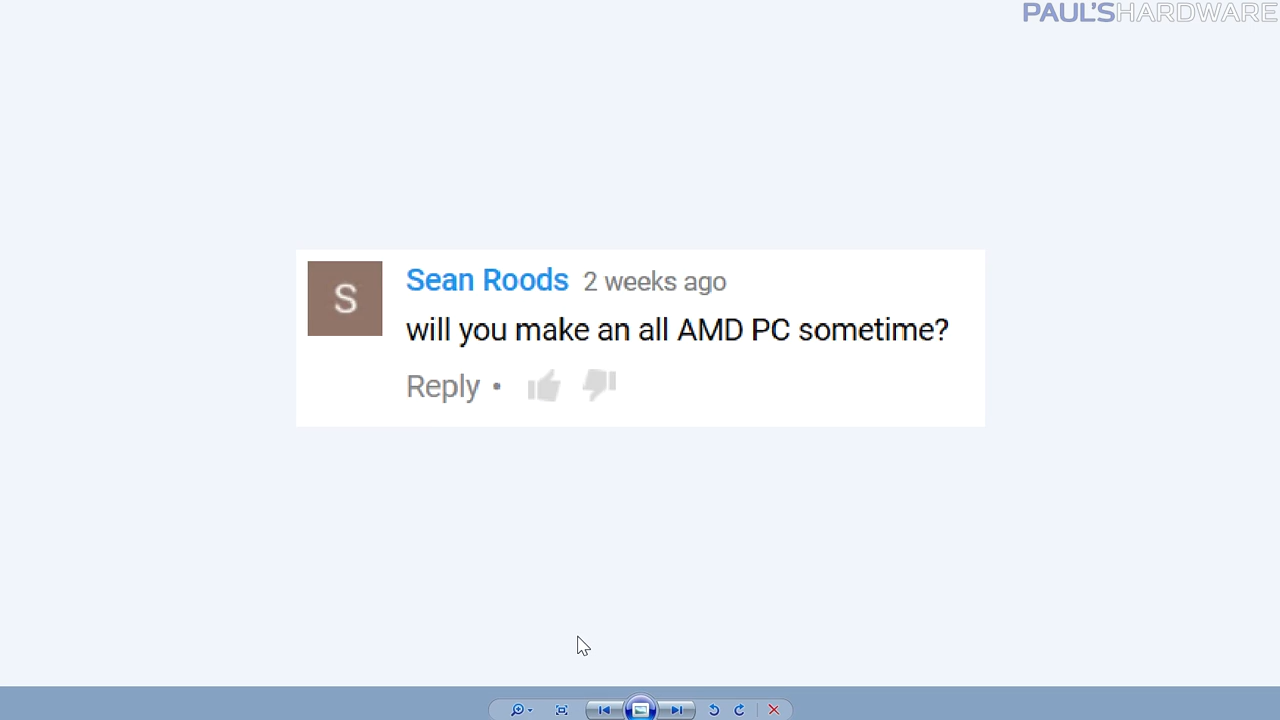 PAUL'SHARDWARE
S
Sean Roods 2 weeks ago
will you make an all AMD PC sometime?
Reply •